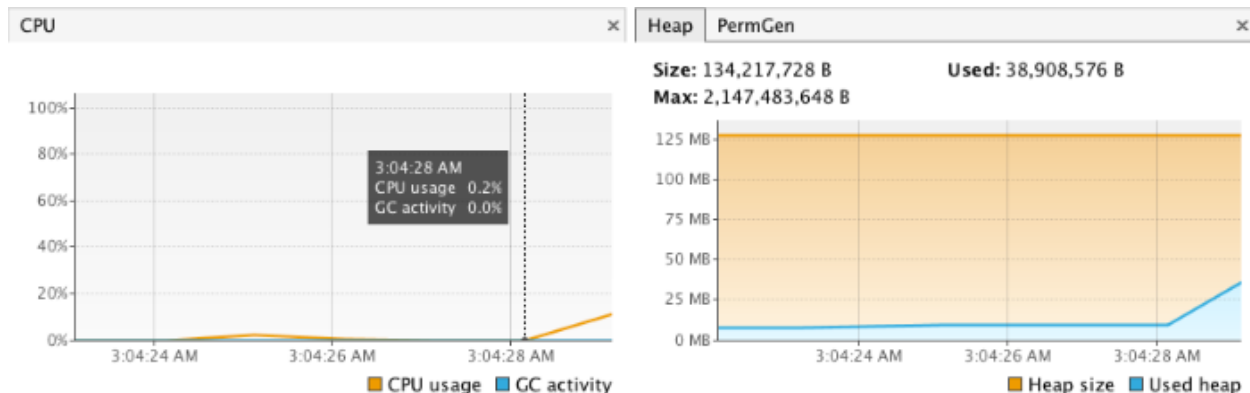 CPU ×
100%
80%
60%
40%
20%
0%
3:04:28 AM
CPU usage 0.2%
GC activity 0.0%
3:04:24 AM 3:04:26 AM 3:04:28 AM
CPU usage GC activity
Heap PermGen ×
Size: 134,217,728 B Used: 38,908,576 B
Max: 2,147,483,648 B
125 MB
100 MB
75 MB
50 MB
25 MB
0 MB
3:04:24 AM 3:04:26 AM 3:04:28 AM
Heap size Used heap